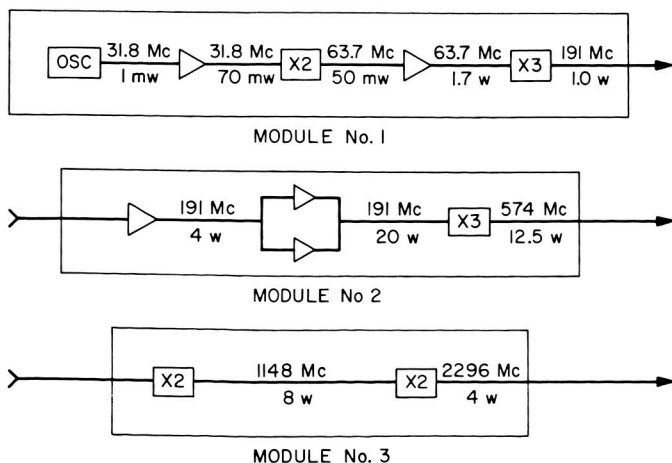 31.8 Mc 31.8 Mc 63.7 Mc 63.7 Mc 191 Mc
OSC X2 X3
1 mw 70 mw 50 mw 1.7 w 1.0 w
MODULE No. 1
191 Mc 191 Mc 574 Mc
X3
4 w 20 w 12.5 w
MODULE No 2
1148 Mc 2296 Mc
X2 X2
8 w 4 w
MODULE No. 3